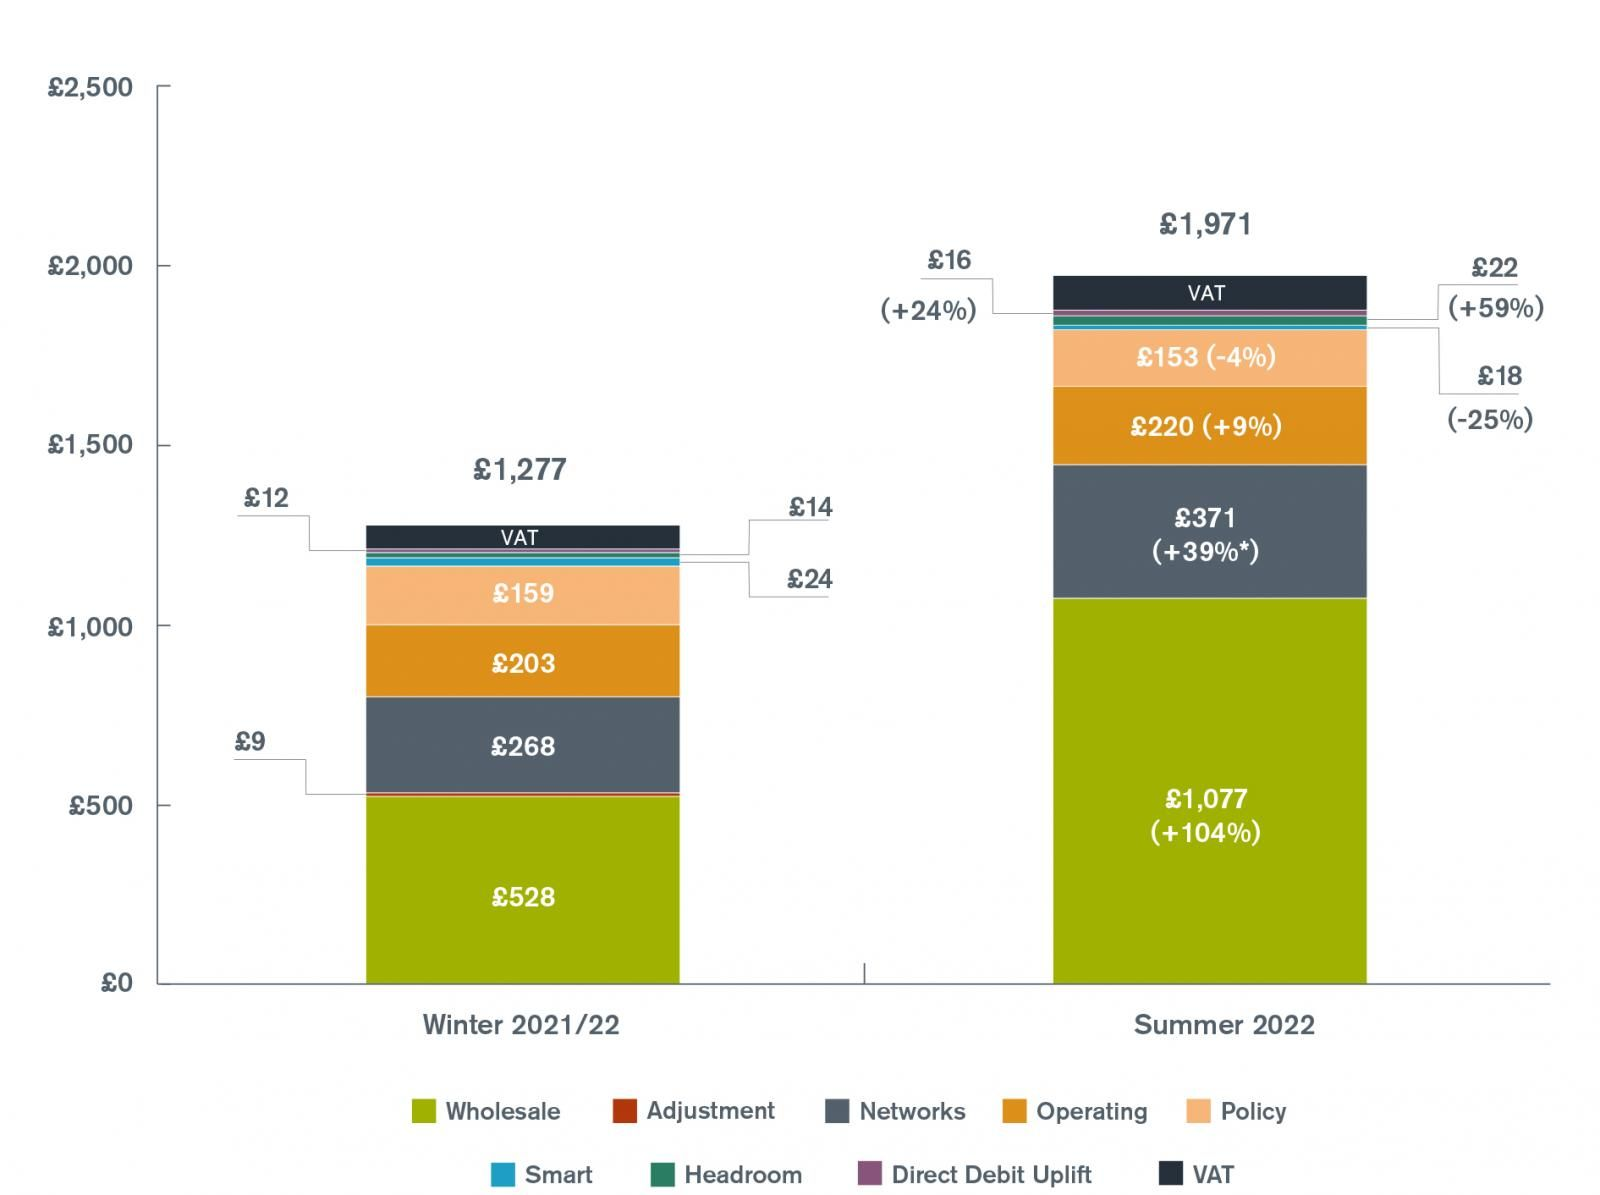 £2,500
£2,000
£1,500
£1,000
£500
£0
£1,277
£12
£14
VAT
£24
£159
£203
£9
£268
£528
£1,971
£16
(+24%)
£22
(+59%)
VAT
£18
(-25%)
£153 (-4%)
£220 (+9%)
£371
(+39%*)
£1,077
(+104%)
Winter 2021/22
Summer 2022
Wholesale
Adjustment
Networks
Operating
Policy
Smart
Headroom
Direct Debit Uplift
VAT